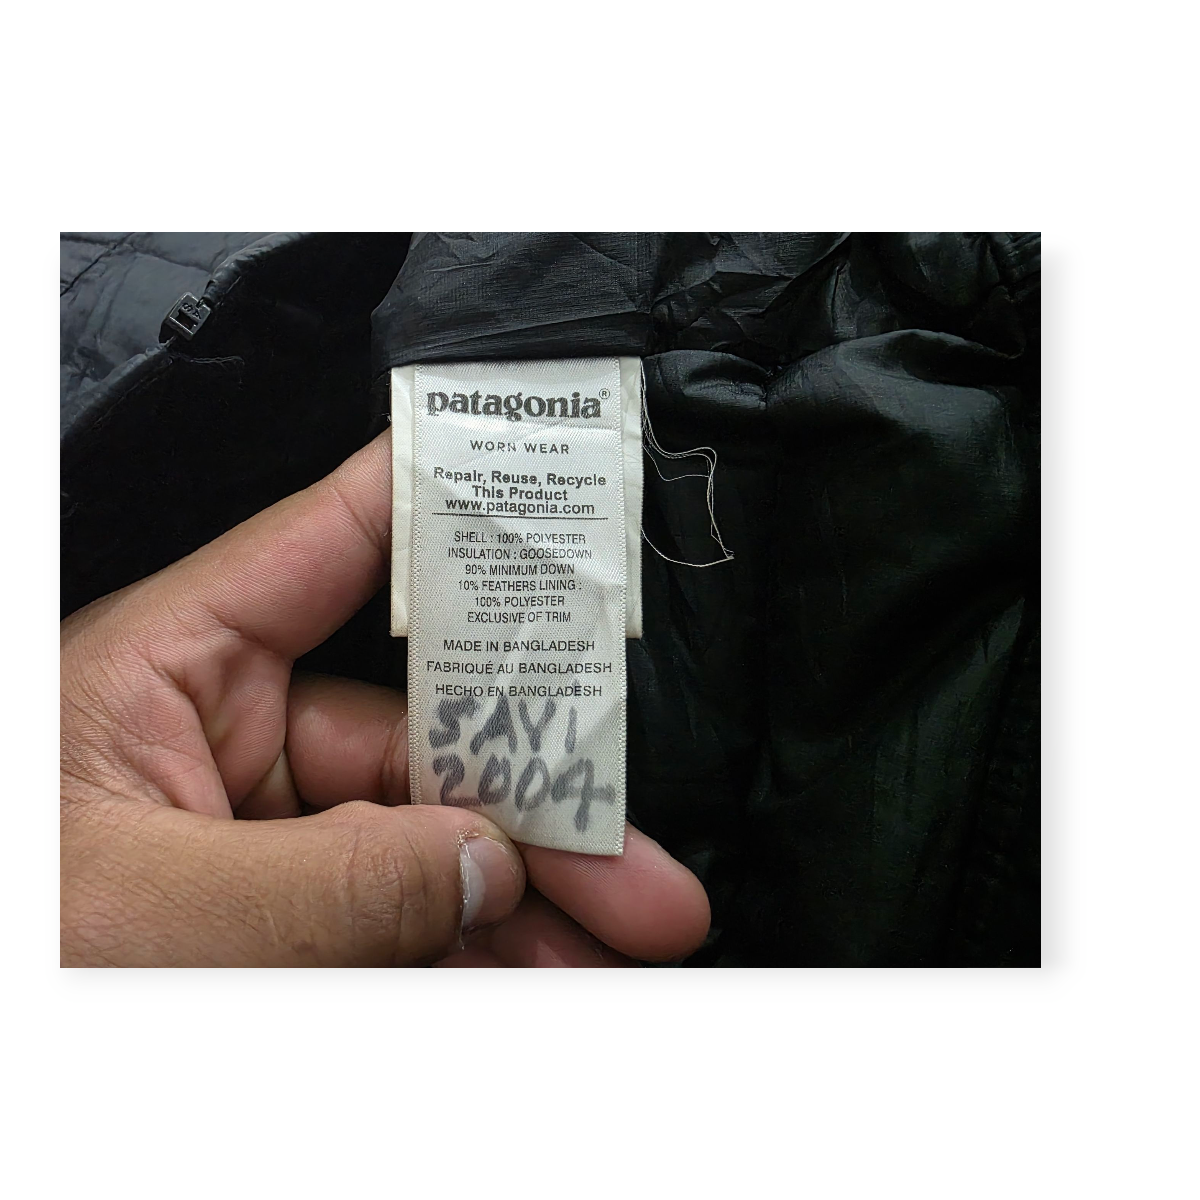 patagonia®
WORN WEAR
Repair, Reuse, Recycle
This Product
www.patagonia.com
SHELL : 100% POLYESTER
INSULATION : GOOSEDOWN
90% MINIMUM DOWN
10% FEATHERS LINING :
100% POLYESTER
EXCLUSIVE OF TRIM
MADE IN BANGLADESH
FABRIQUÉ AU BANGLADESH
HECHO EN BANGLADESH
SAVI
2004